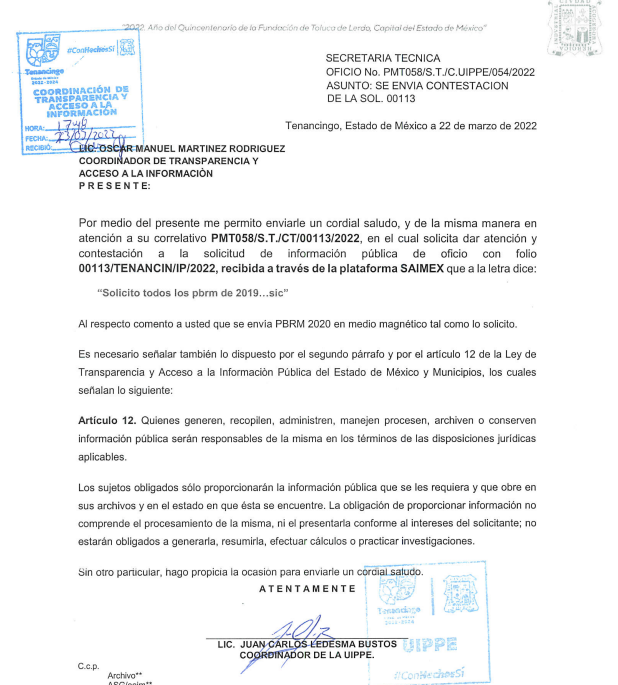 "2022. Año del Quincentenario de la Fundación de Toluca de Lerdo, Capital del Estado de México"
#ConHechosSí
Tenancingo
2022-2024
COORDINACIÓN DE
TRANSPARENCIA Y
ACCESO A LA
INFORMACIÓN
HORA: 1748
FECHA: 23/03/2022
RECIBIÓ:
SECRETARIA TECNICA
OFICIO No. PMT058/S.T./C.UIPPE/054/2022
ASUNTO: SE ENVIA CONTESTACION
DE LA SOL. 00113
Tenancingo, Estado de México a 22 de marzo de 2022
LIC. OSCAR MANUEL MARTINEZ RODRIGUEZ
COORDINADOR DE TRANSPARENCIA Y
ACCESO A LA INFORMACIÓN
P R E S E N T E:
Por medio del presente me permito enviarle un cordial saludo, y de la misma manera en
atención a su correlativo PMT058/S.T./CT/00113/2022, en el cual solicita dar atención y
contestación a la solicitud de información pública de oficio con folio
00113/TENANCIN/IP/2022, recibida a través de la plataforma SAIMEX que a la letra dice:
"Solicito todos los pbrm de 2019...sic"
Al respecto comento a usted que se envía PBRM 2020 en medio magnético tal como lo solicito.
Es necesario señalar también lo dispuesto por el segundo párrafo y por el artículo 12 de la Ley de
Transparencia y Acceso a la Información Pública del Estado de México y Municipios, los cuales
señalan lo siguiente:
Artículo 12. Quienes generen, recopilen, administren, manejen procesen, archiven o conserven
información pública serán responsables de la misma en los términos de las disposiciones jurídicas
aplicables.
Los sujetos obligados sólo proporcionarán la información pública que se les requiera y que obre en
sus archivos y en el estado en que ésta se encuentre. La obligación de proporcionar información no
comprende el procesamiento de la misma, ni el presentarla conforme al intereses del solicitante; no
estarán obligados a generarla, resumirla, efectuar cálculos o practicar investigaciones.
Sin otro particular, hago propicia la ocasión para enviarle un cordial saludo.
A T E N T A M E N T E
Tenancingo
2022-2024
LIC. JUAN CARLOS LEDESMA BUSTOS
COORDINADOR DE LA UIPPE.
UIPPE
#ConHechosSí
C.c.p.
Archivo**